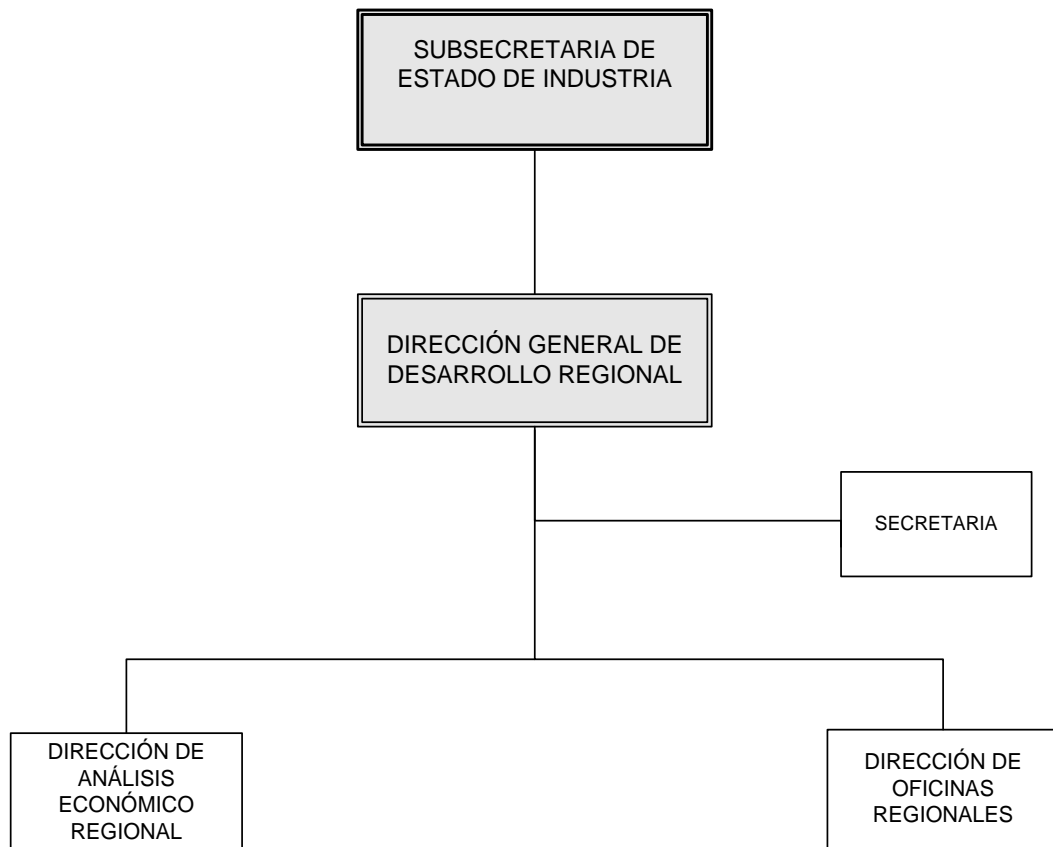 SUBSECRETARIA DE
ESTADO DE INDUSTRIA
DIRECCIÓN GENERAL DE
DESARROLLO REGIONAL
SECRETARIA
DIRECCIÓN DE
ANÁLISIS
ECONÓMICO
REGIONAL
DIRECCIÓN DE
OFICINAS
REGIONALES